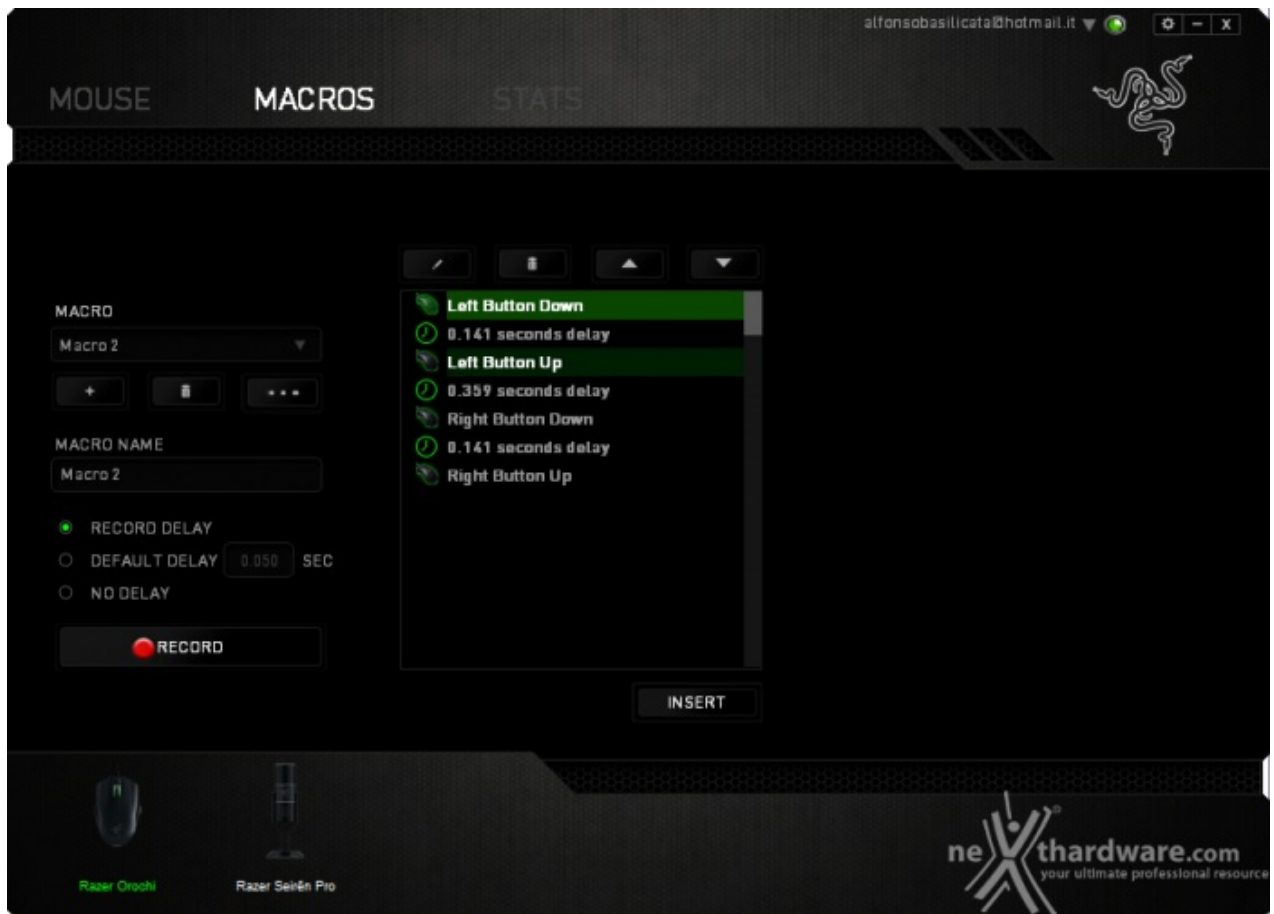 alfonsobasilicata@hotmail.it
x
MOUSE MACROS STATS
MACRO
Macro 2
+
MACRO NAME
Macro 2
RECORD DELAY
DEFAULT DELAY 0.050 SEC
NO DELAY
RECORD
Left Button Down
0.141 seconds delay
Left Button Up
0.359 seconds delay
Right Button Down
0.141 seconds delay
Right Button Up
INSERT
Razer Orochi
Razer Seirēn Pro
nexthardware.com
your ultimate professional resource